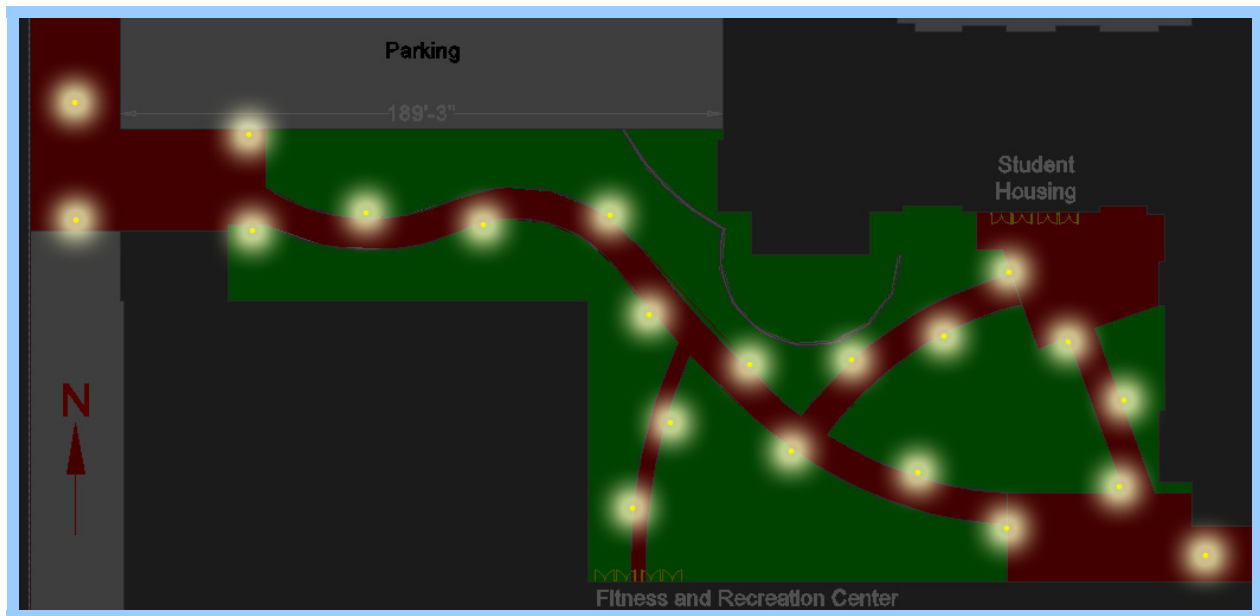 Parking
189'-3"
Student
Housing
N
Fitness and Recreation Center